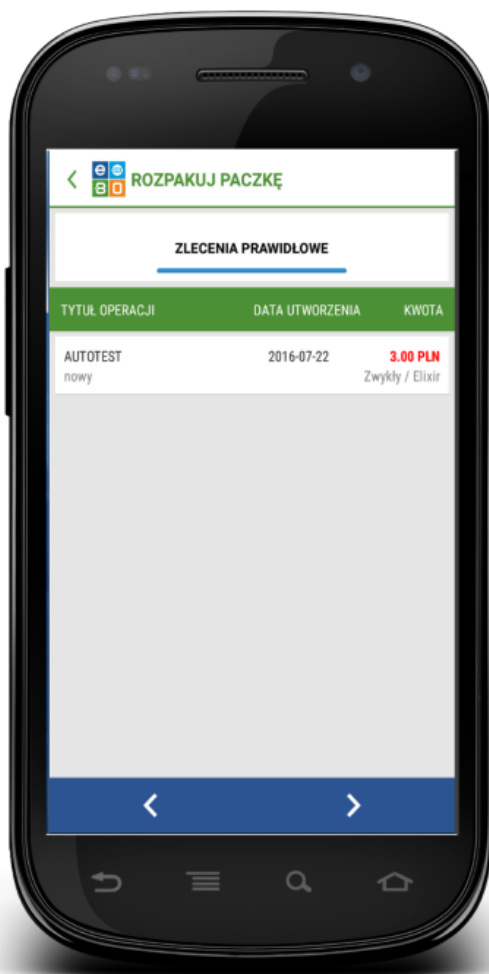 e
B O
ROZPAKUJ PACZKĘ
ZLECENIA PRAWIDŁOWE
TYTUŁ OPERACJI DATA UTWORZENIA KWOTA
AUTOTEST 2016-07-22 3.00 PLN
nowy Zwykły / Elixir